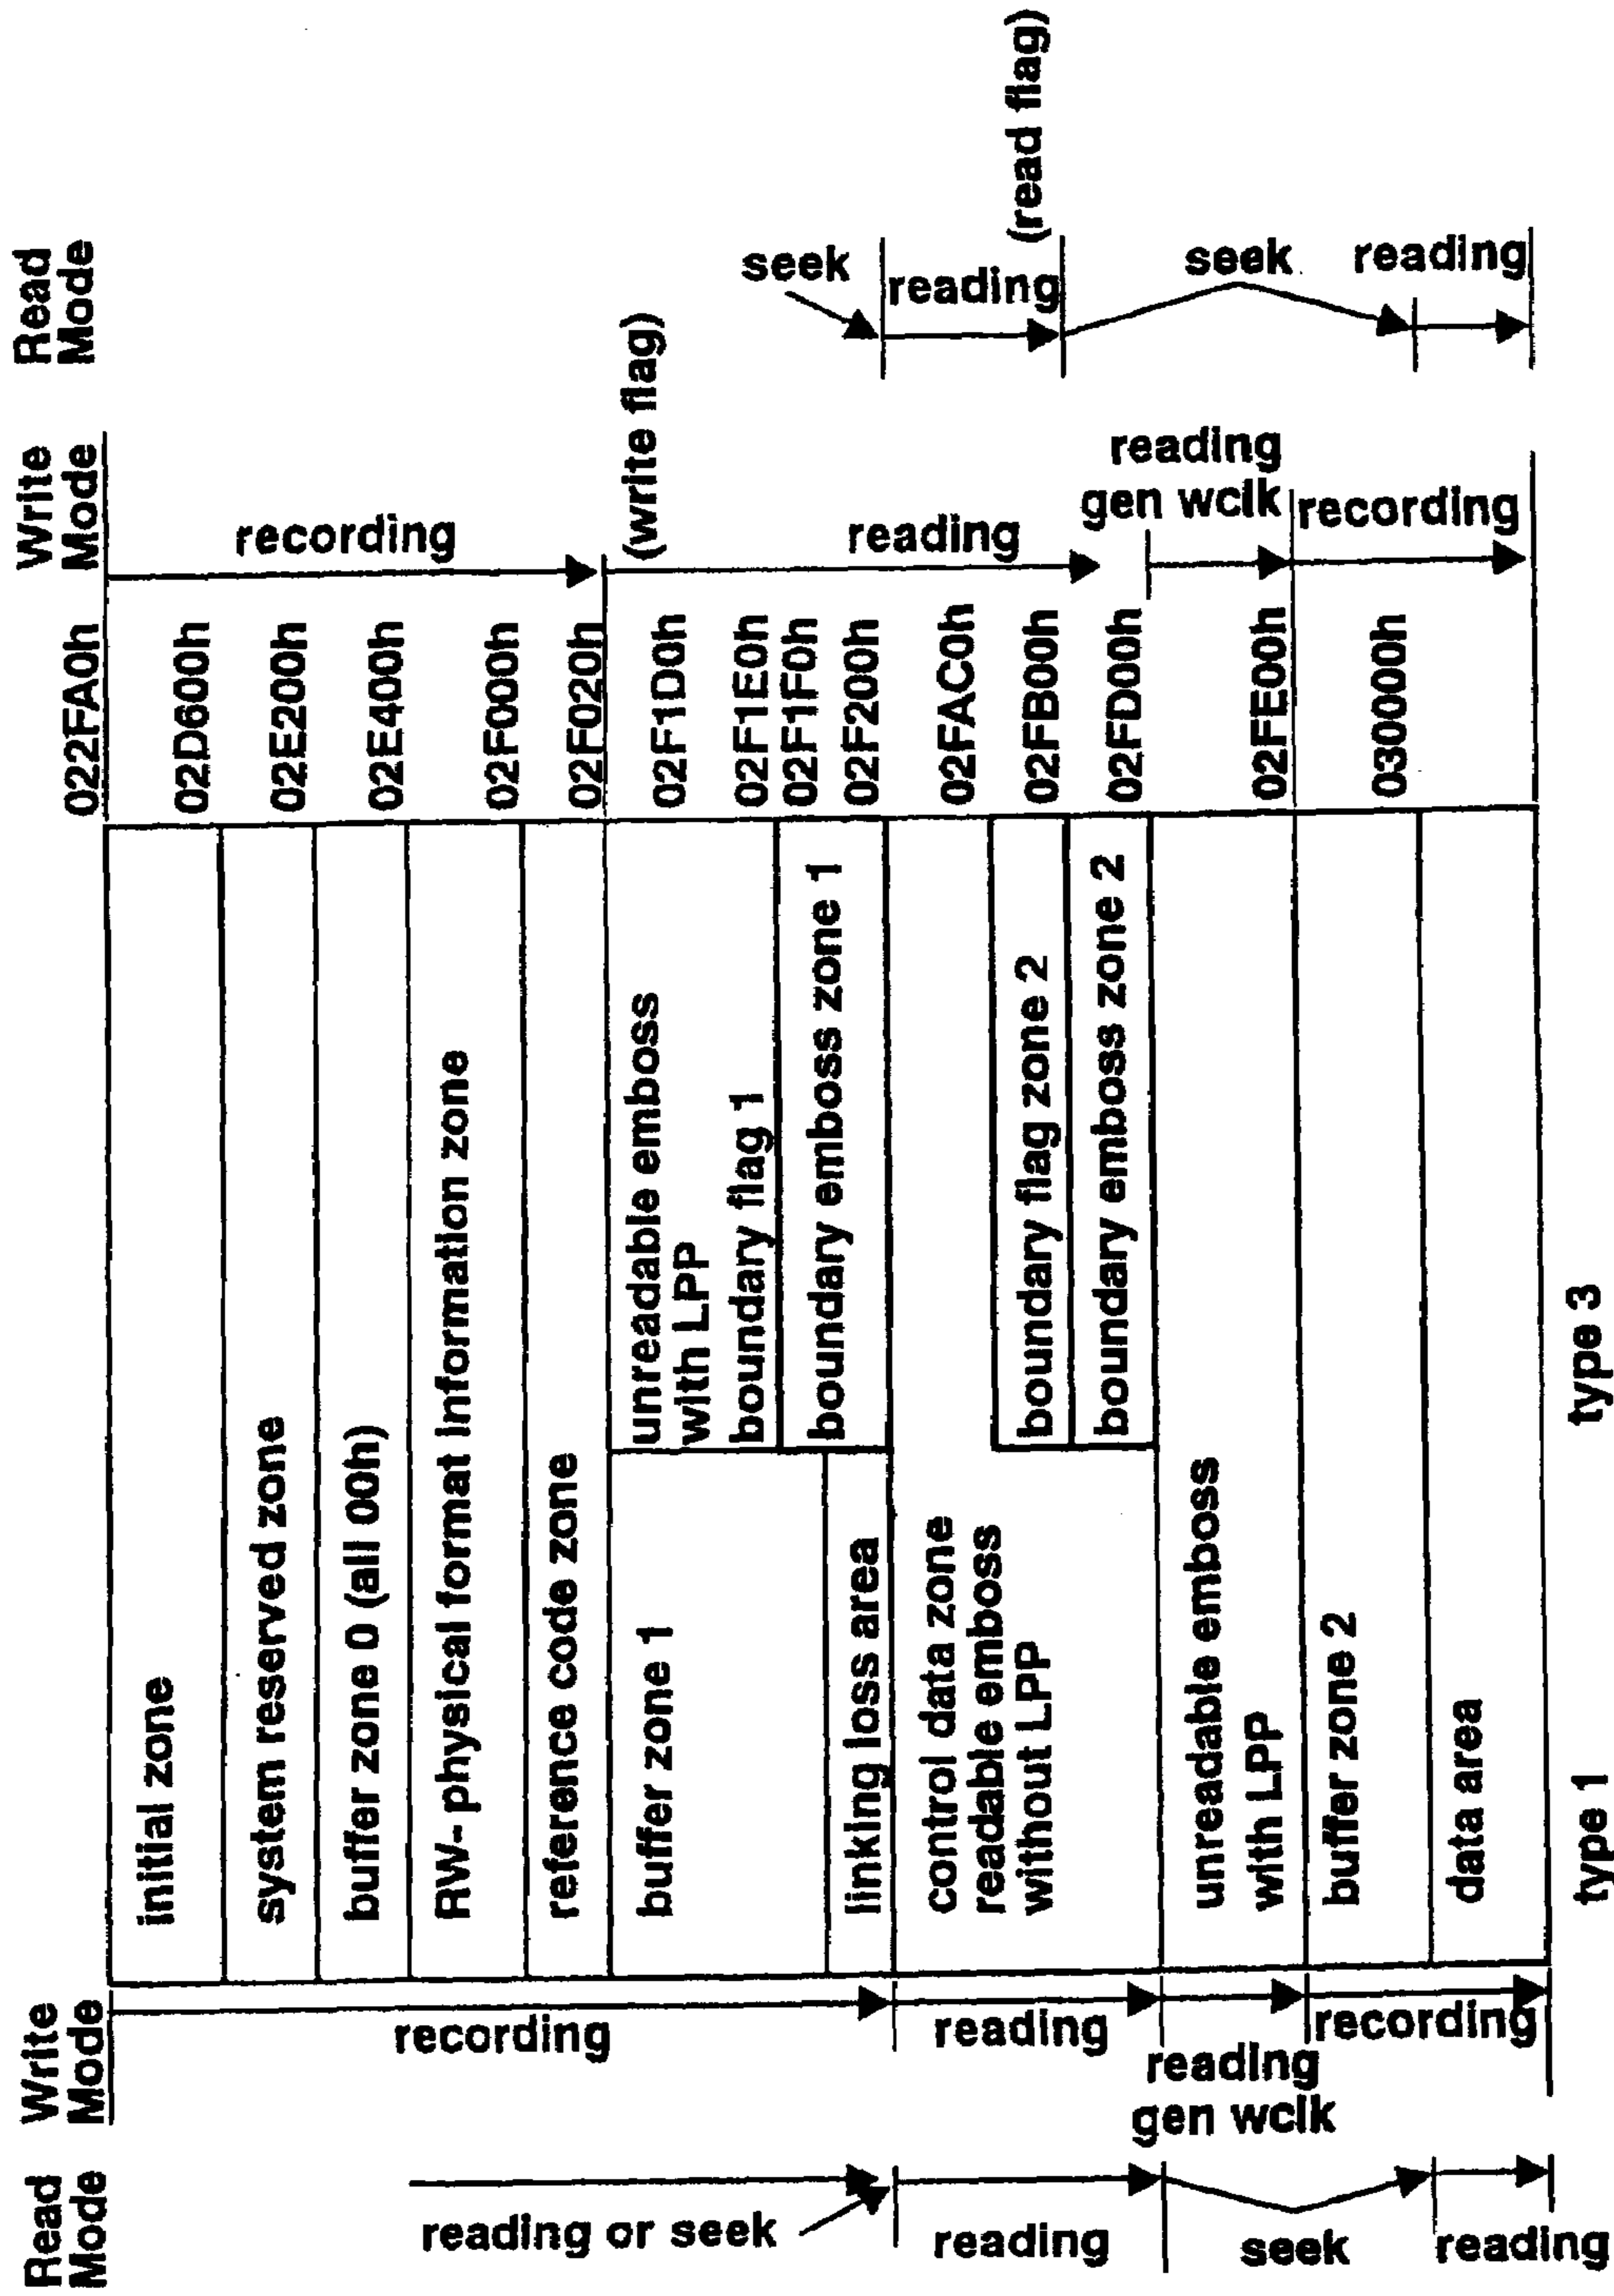 Read
Mode
Write
Mode
022FA0h
Write
Mode
Read
Mode
initial zone
02D600h
system reserved zone
02E200h
buffer zone 0 (all 00h)
02E400h
RW- physical format information zone
02F000h
reference code zone
02F020h
recording
recording
(write flag)
buffer zone 1
unreadable emboss
with LPP
02F1D0h
boundary flag 1
02F1E0h
boundary emboss zone 1
02F1F0h
linking loss area
02F200h
reading or seek
seek
control data zone
readable emboss
without LPP
02FAC0h
boundary flag zone 2
02FB00h
boundary emboss zone 2
02FD00h
reading
reading
reading
reading
(read flag)
unreadable emboss
with LPP
02FE00h
reading
gen wclk
reading
gen wclk
seek
seek
buffer zone 2
030000h
data area
recording
recording
reading
reading
type 1
type 3